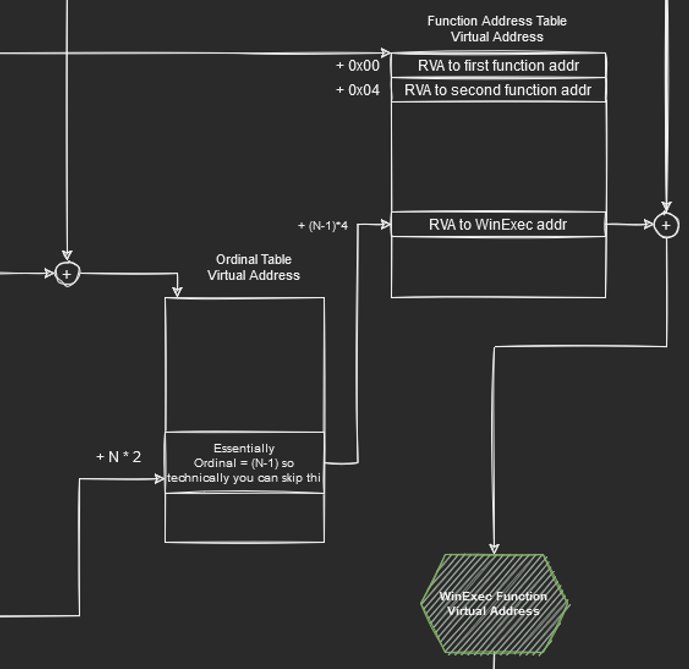 Function Address Table
Virtual Address
+ 0x00
RVA to first function addr
+ 0x04
RVA to second function addr
+ (N-1)*4
RVA to WinExec addr
+
+
Ordinal Table
Virtual Address
+ N * 2
Essentially
Ordinal = (N-1) so
technically you can skip thi
WinExec Function
Virtual Address